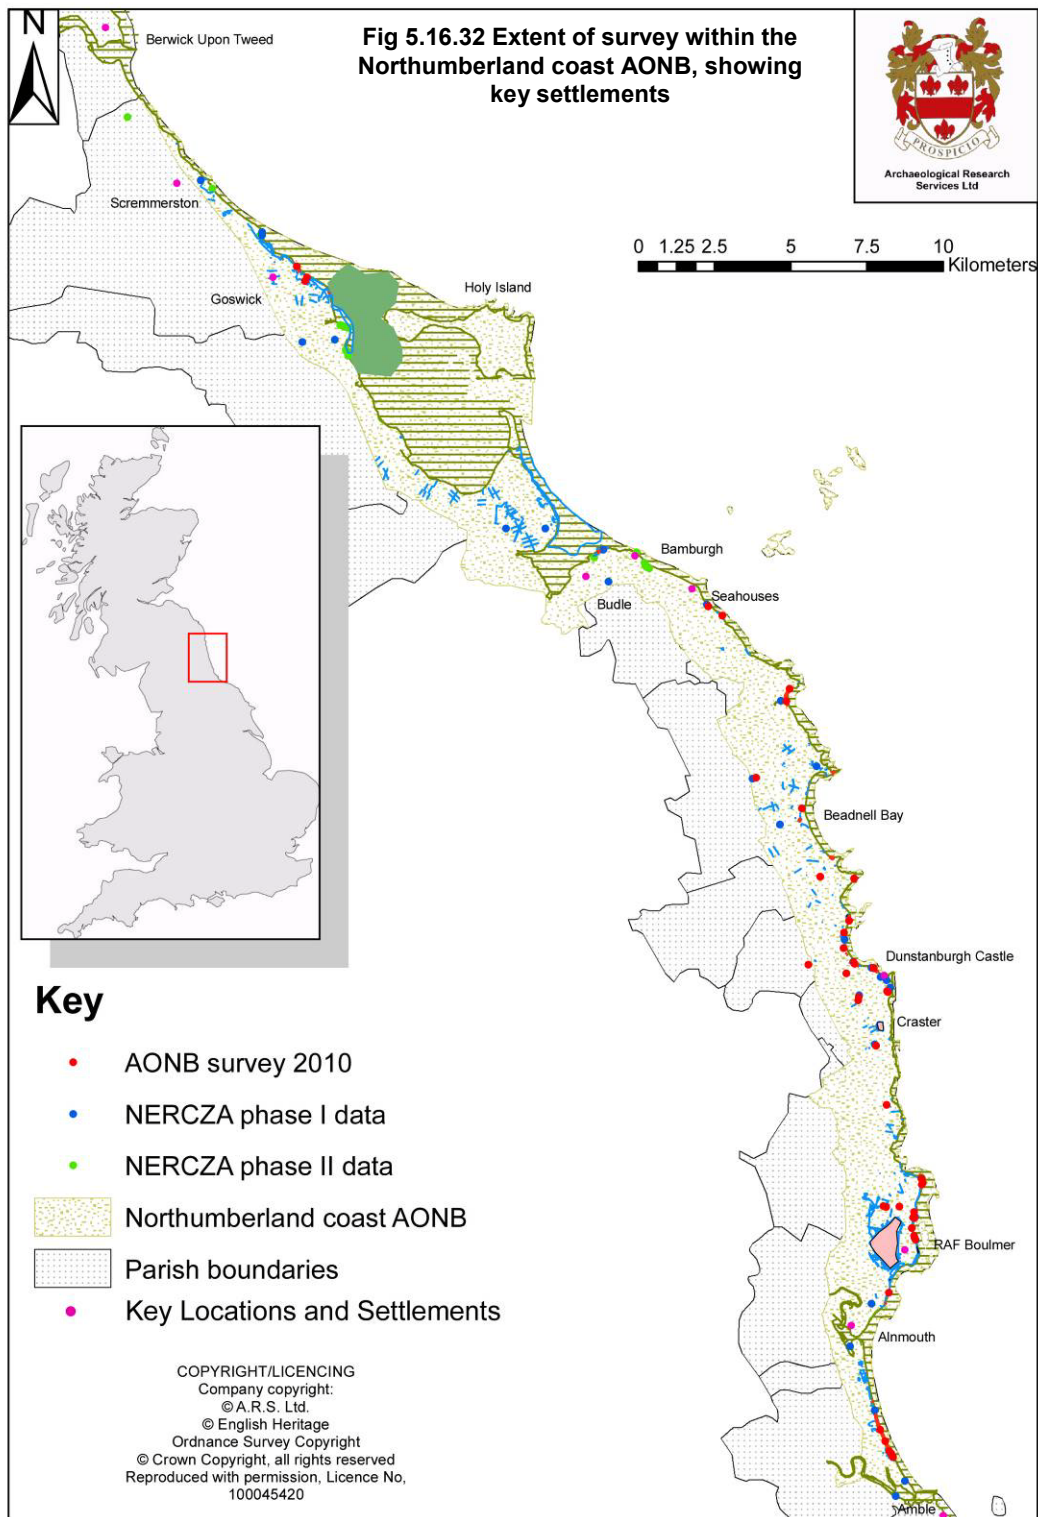 N
Berwick Upon Tweed
Fig 5.16.32 Extent of survey within the
Northumberland coast AONB, showing
key settlements
PROSPICIO
Archaeological Research
Services Ltd
Scremmerston
0 1.25 2.5 5 7.5 10
Kilometers
Goswick
Holy Island
Bamburgh
Seahouses
Budle
Beadnell Bay
Dunstanburgh Castle
Craster
RAF Boulmer
Alnmouth
Amble
Key
AONB survey 2010
NERCZA phase I data
NERCZA phase II data
Northumberland coast AONB
Parish boundaries
Key Locations and Settlements
COPYRIGHT/LICENCING
Company copyright:
© A.R.S. Ltd.
© English Heritage
Ordnance Survey Copyright
© Crown Copyright, all rights reserved
Reproduced with permission, Licence No,
100045420